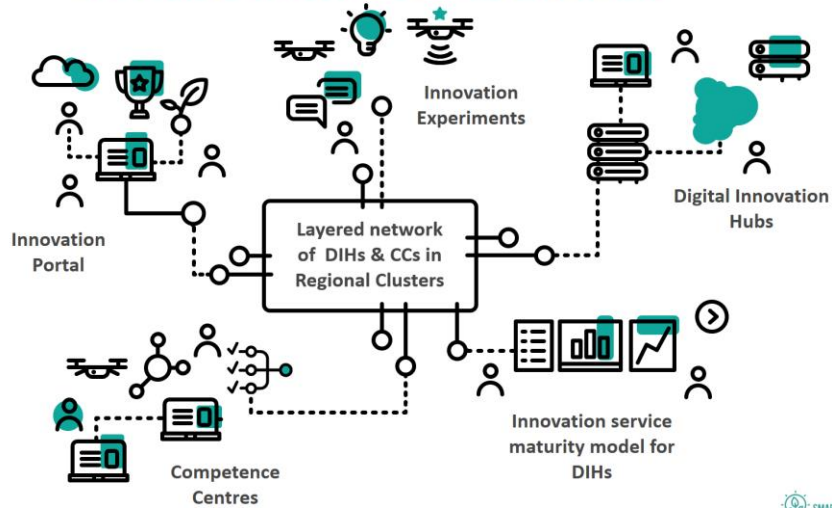 Innovation
Experiments
Digital Innovation
Hubs
Innovation
Portal
Layered network
of DIHs & CCs in
Regional Clusters
Innovation service
maturity model for
DIHs
Competence
Centres